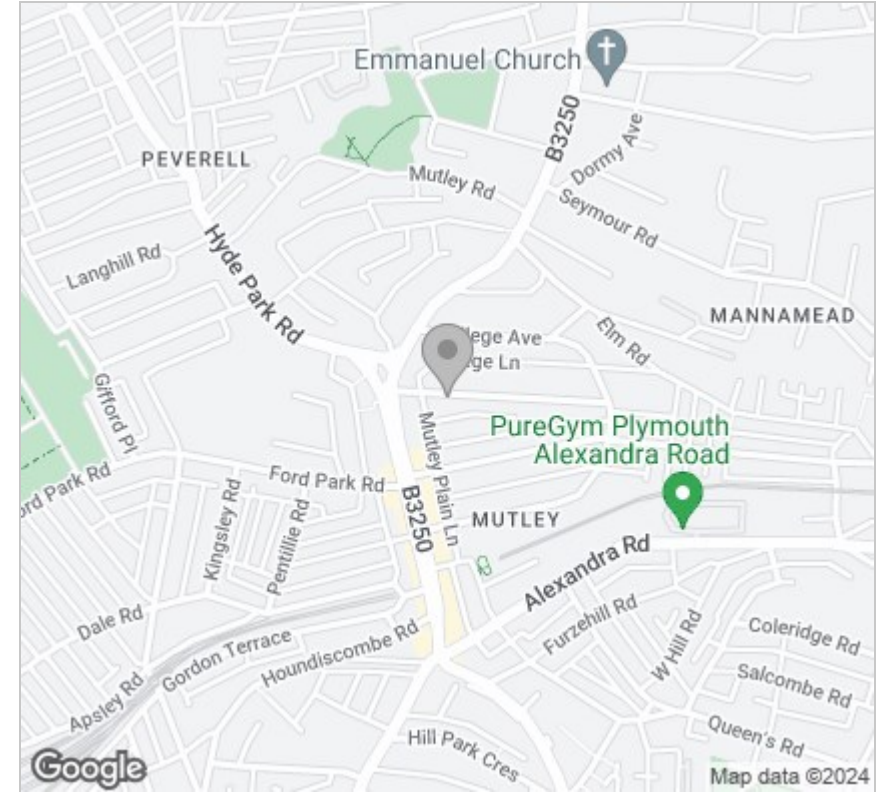 Emmanuel Church
B3250
Dormy Ave
PEVERELL
Mutley Rd
Seymour Rd
Hyde Park Rd
Langhill Rd
MANNAMEAD
Elm Rd
Gifford Pl
Mutley Plain Ln
PureGym Plymouth
Alexandra Road
Ford Park Rd
B3250
Kingsley Rd
Pentillie Rd
MUTLEY
Alexandra Rd
Furzehill Rd
W Hill Rd
Coleridge Rd
Dale Rd
Gordon Terrace
Houndiscombe Rd
Salcombe Rd
Apsley Rd
Queen's Rd
Hill Park Cres
Google
Map data ©2024